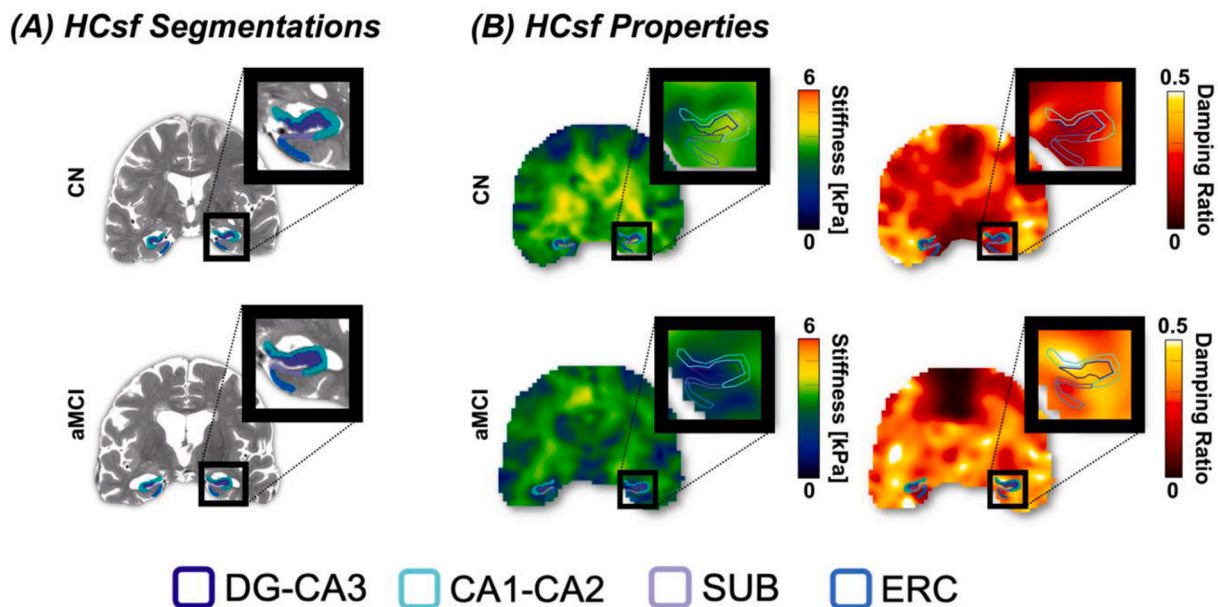 (A) HCsf Segmentations
(B) HCsf Properties
CN
CN
6
Stiffness [kPa]
0
0.5
Damping Ratio
0
aMCI
aMCI
6
Stiffness [kPa]
0
0.5
Damping Ratio
0
DG-CA3
CA1-CA2
SUB
ERC